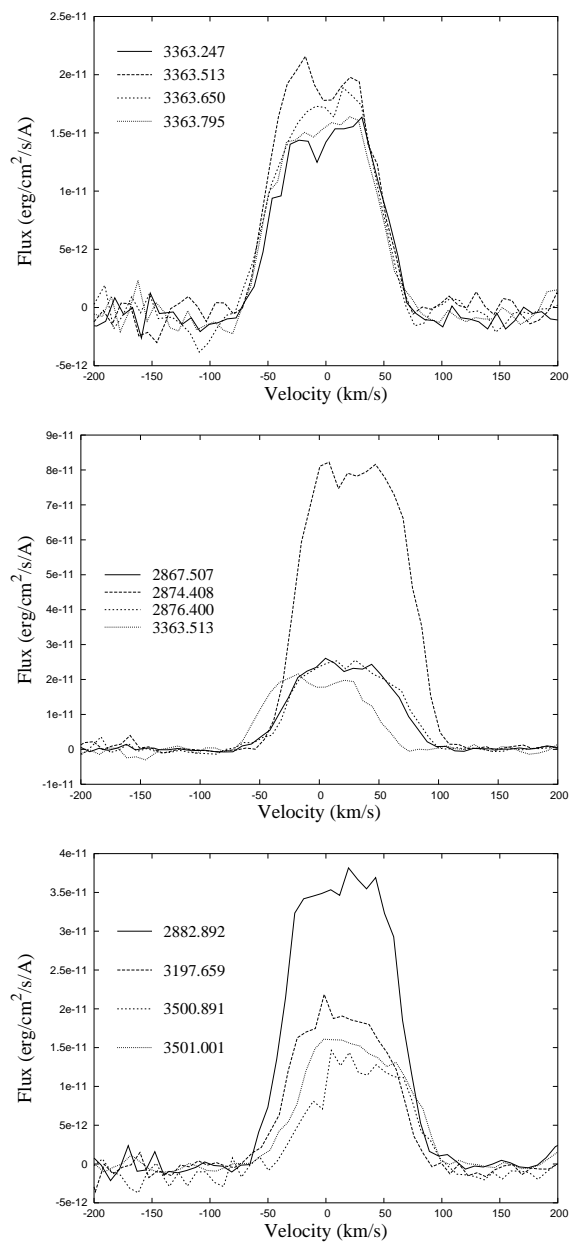 2.5e-11
2e-11
1.5e-11
1e-11
5e-12
0
-5e-12
Flux (erg/cm2/s/A)
3363.247
3363.513
3363.650
3363.795
-200 -150 -100 -50 0 50 100 150 200
Velocity (km/s)
9e-11
8e-11
7e-11
6e-11
5e-11
4e-11
3e-11
2e-11
1e-11
0
-1e-11
Flux (erg/cm2/s/A)
2867.507
2874.408
2876.400
3363.513
-200 -150 -100 -50 0 50 100 150 200
Velocity (km/s)
4e-11
3.5e-11
3e-11
2.5e-11
2e-11
1.5e-11
1e-11
5e-12
0
-5e-12
Flux (erg/cm2/s/A)
2882.892
3197.659
3500.891
3501.001
-200 -150 -100 -50 0 50 100 150 200
Velocity (km/s)